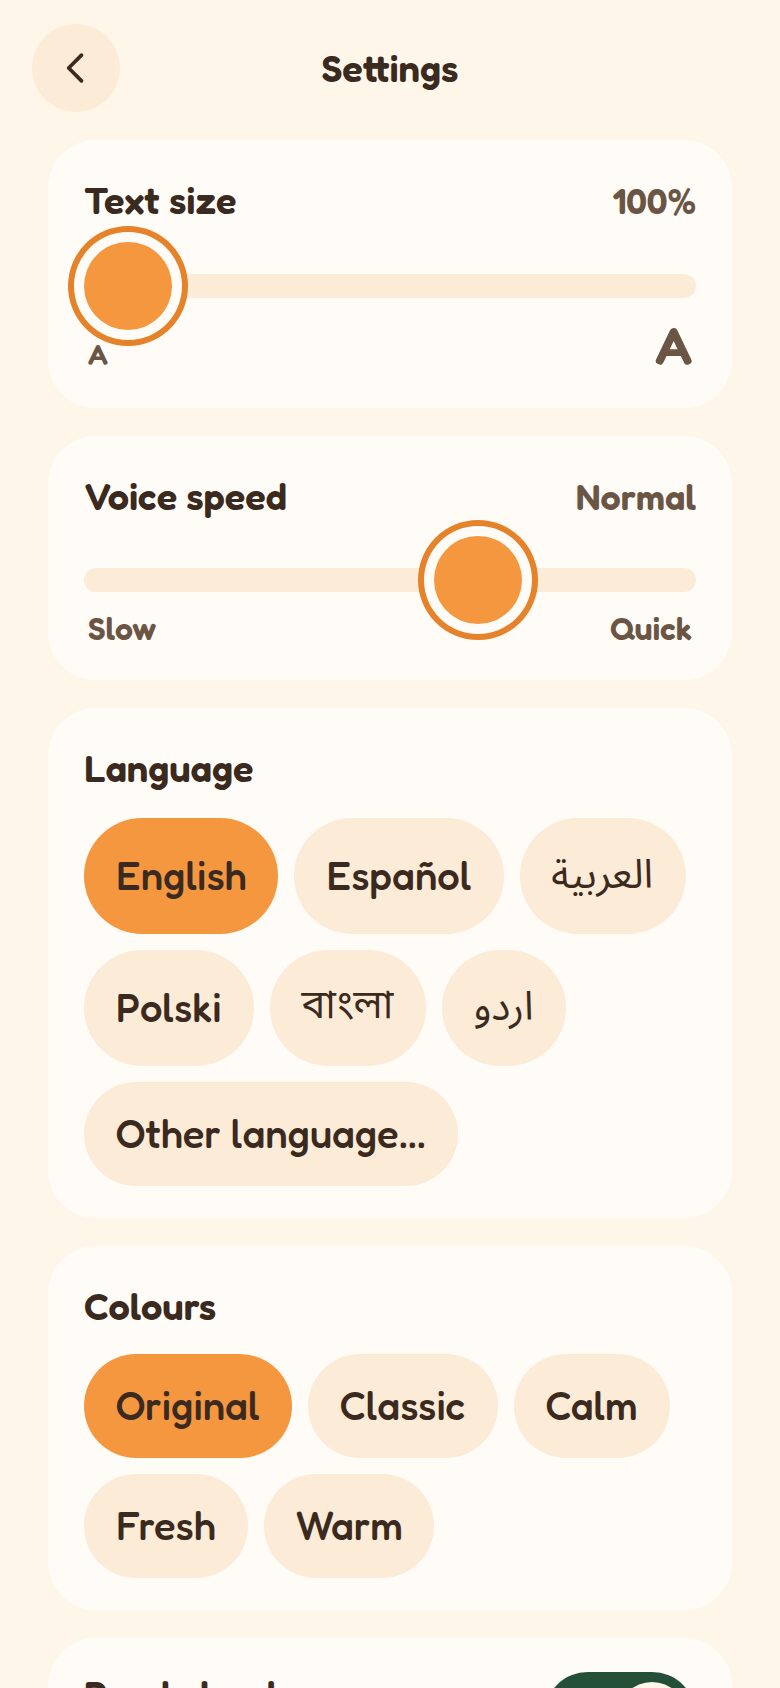 Settings
Text size 100%
A A
Voice speed Normal
Slow Quick
Language
English Español العربية
Polski বাংলা اردو
Other language...
Colours
Original Classic Calm
Fresh Warm